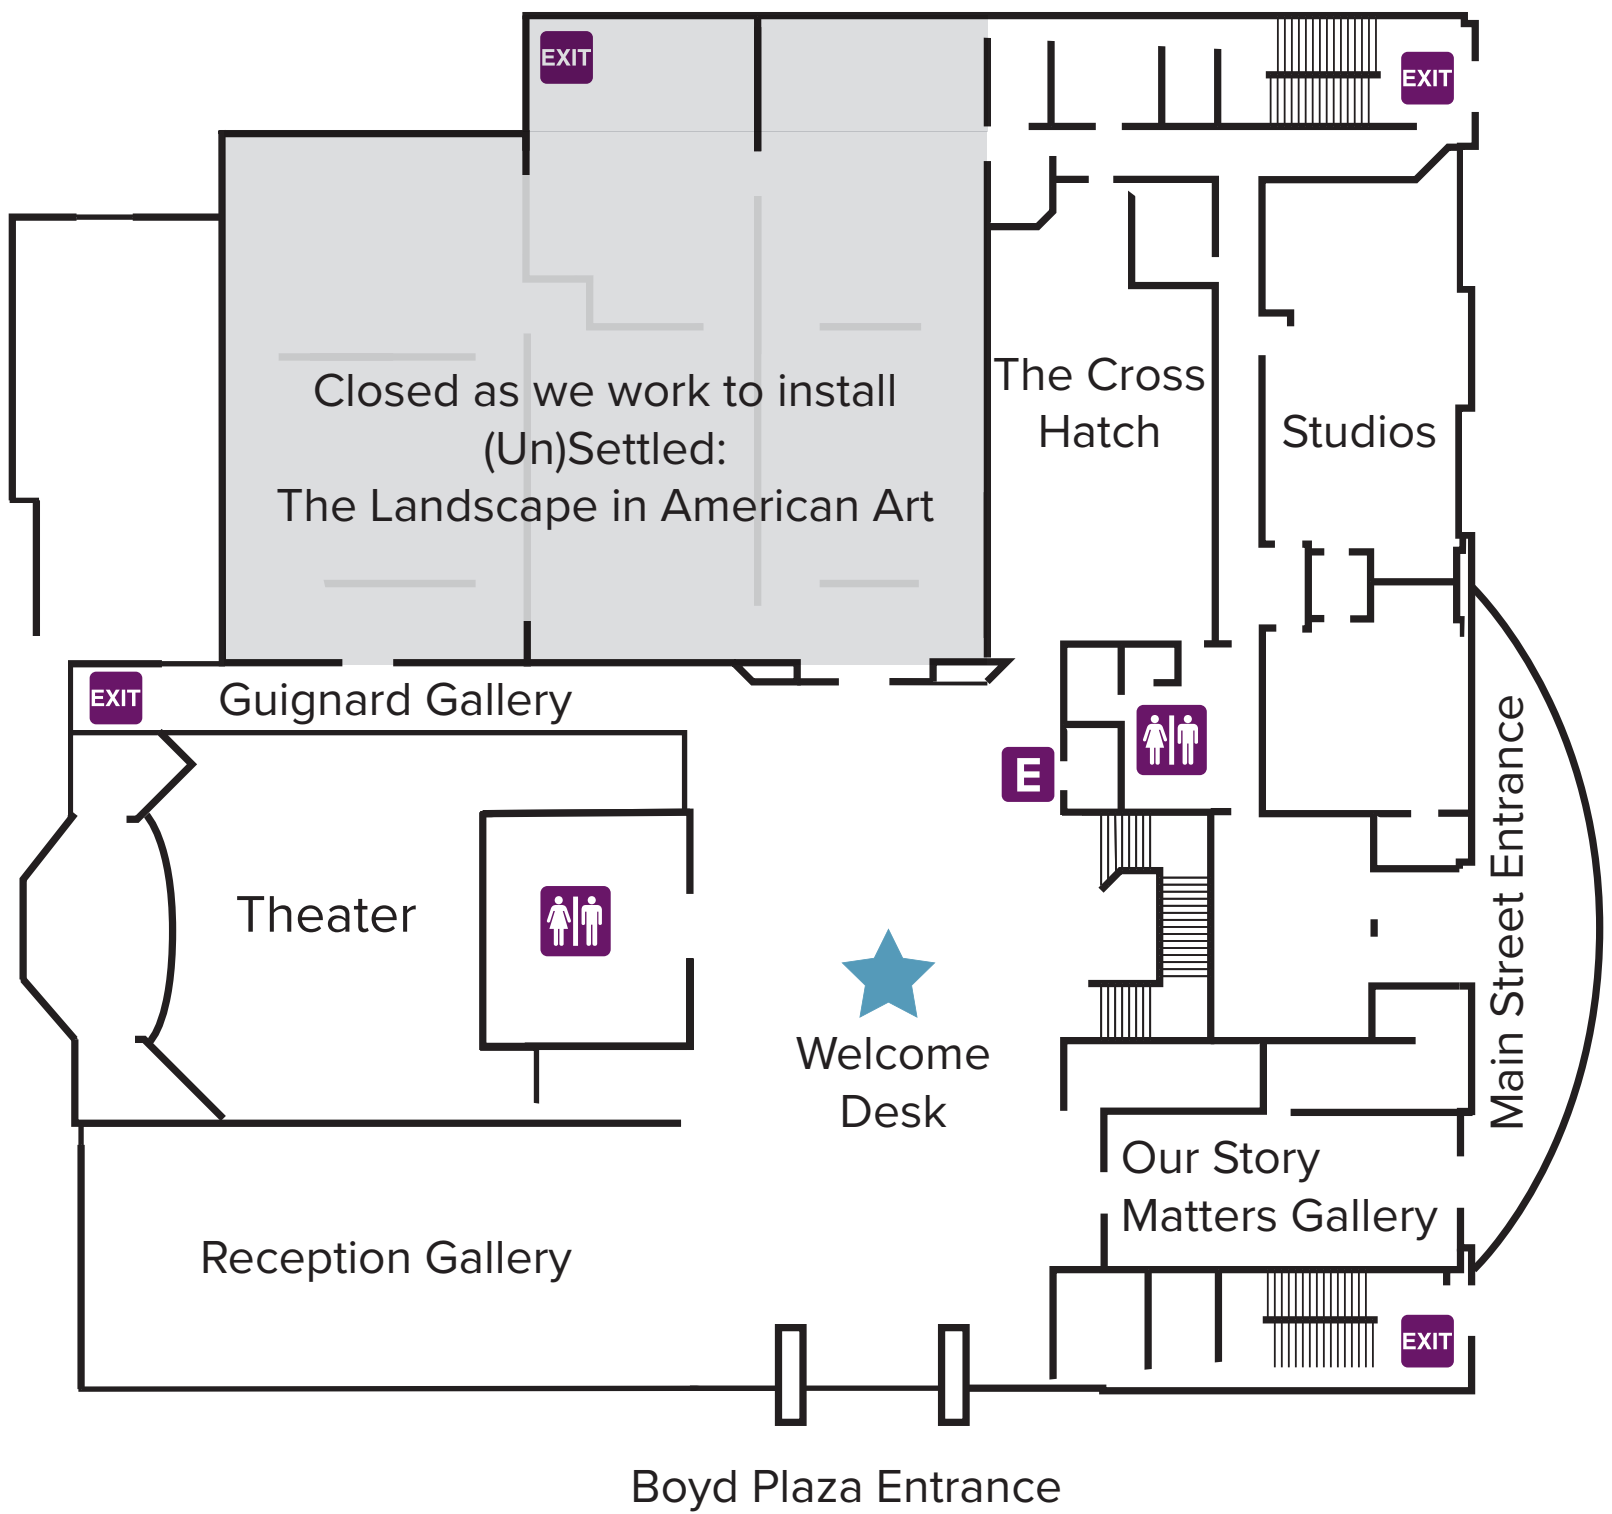 EXIT
EXIT
Closed as we work to install
(Un)Settled:
The Landscape in American Art
The Cross
Hatch
Studios
EXIT
Guignard Gallery
E
Main Street Entrance
Theater
Welcome
Desk
Our Story
Matters Gallery
Reception Gallery
EXIT
Boyd Plaza Entrance